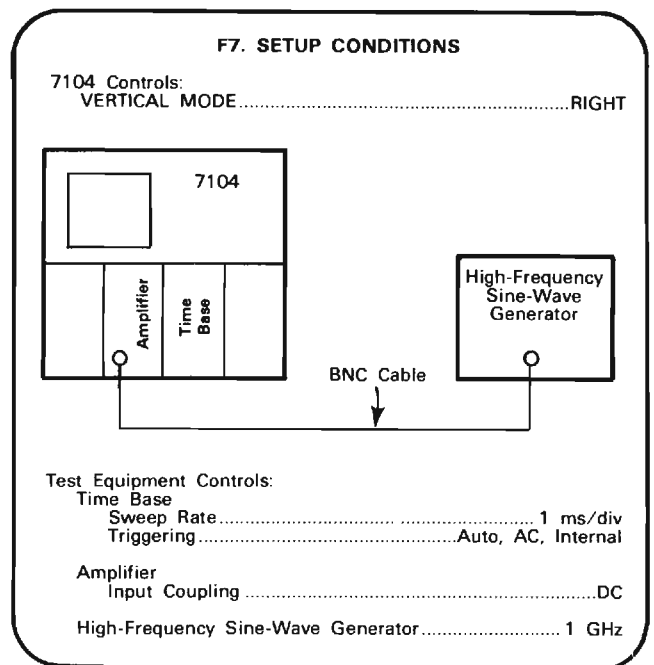 F7. SETUP CONDITIONS
7104 Controls:
VERTICAL MODE............................................................RIGHT
7104
Amplifier
Time
Base
High-Frequency
Sine-Wave
Generator
BNC Cable
Test Equipment Controls:
Time Base
Sweep Rate.............................. ........................ 1 ms/div
Triggering............................................Auto, AC, Internal
Amplifier
Input Coupling ............................................................DC
High-Frequency Sine-Wave Generator........................ 1 GHz